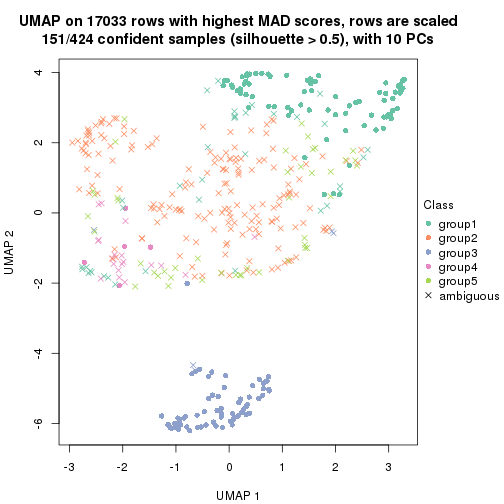 UMAP on 17033 rows with highest MAD scores, rows are scaled
151/424 confident samples (silhouette > 0.5), with 10 PCs
4
2
0
-2
-4
-6
UMAP 2
-3
-2
-1
0
1
2
3
UMAP 1
Class
group1
group2
group3
group4
group5
ambiguous